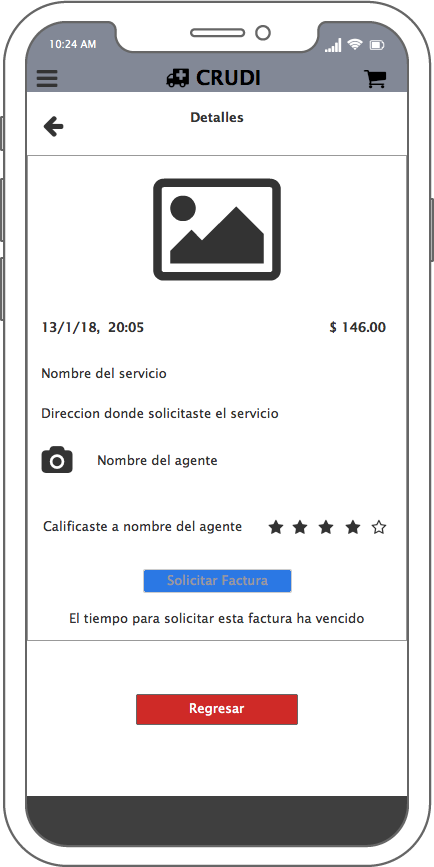 10:24 AM
CRUDI
Detalles
13/1/18, 20:05
$ 146.00
Nombre del servicio
Direccion donde solicitaste el servicio
Nombre del agente
Calificaste a nombre del agente
Solicitar Factura
El tiempo para solicitar esta factura ha vencido
Regresar